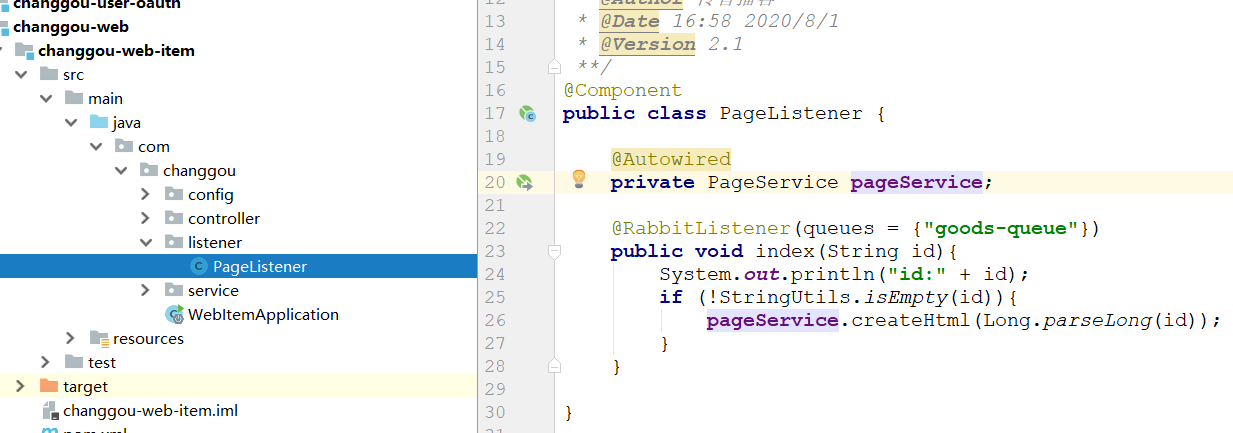 changgou-user-oauth
changgou-web
changgou-web-item
src
main
java
com
changgou
config
controller
listener
PageListener
service
WebItemApplication
resources
test
target
changgou-web-item.iml
pom.xml
12 * @Author 传智播客
13 * @Date 16:58 2020/8/1
14 * @Version 2.1
15 **/
16 @Component
17 public class PageListener {
18
19 @Autowired
20 private PageService pageService;
21
22 @RabbitListener(queues = {"goods-queue"})
23 public void index(String id){
24 System.out.println("id:" + id);
25 if (!StringUtils.isEmpty(id)){
26 pageService.createHtml(Long.parseLong(id));
27 }
28 }
29
30 }
31